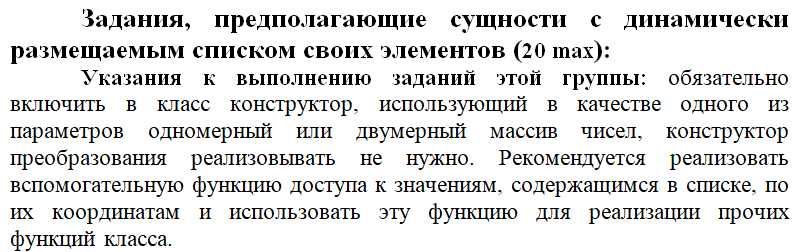 Задания, предполагающие сущности с динамически
размещаемым списком своих элементов (20 max):
Указания к выполнению заданий этой группы: обязательно
включить в класс конструктор, использующий в качестве одного из
параметров одномерный или двумерный массив чисел, конструктор
преобразования реализовывать не нужно. Рекомендуется реализовать
вспомогательную функцию доступа к значениям, содержащимся в списке, по
их координатам и использовать эту функцию для реализации прочих
функций класса.